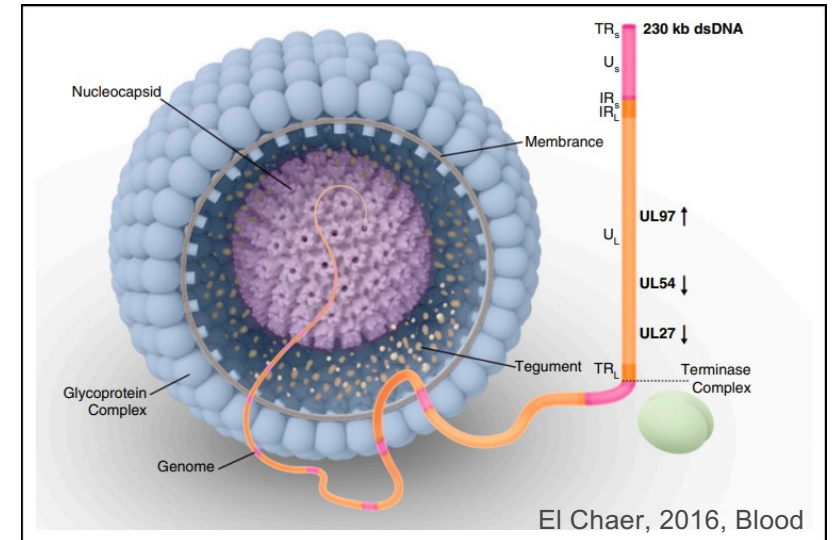 TRs
230 kb dsDNA
Us
IRs
IRL
Nucleocapsid
Membrance
UL97 ↑
UL
UL54 ↓
UL27 ↓
Tegument
TRL
Terminase
Complex
Glycoprotein
Complex
Genome
El Chaer, 2016, Blood